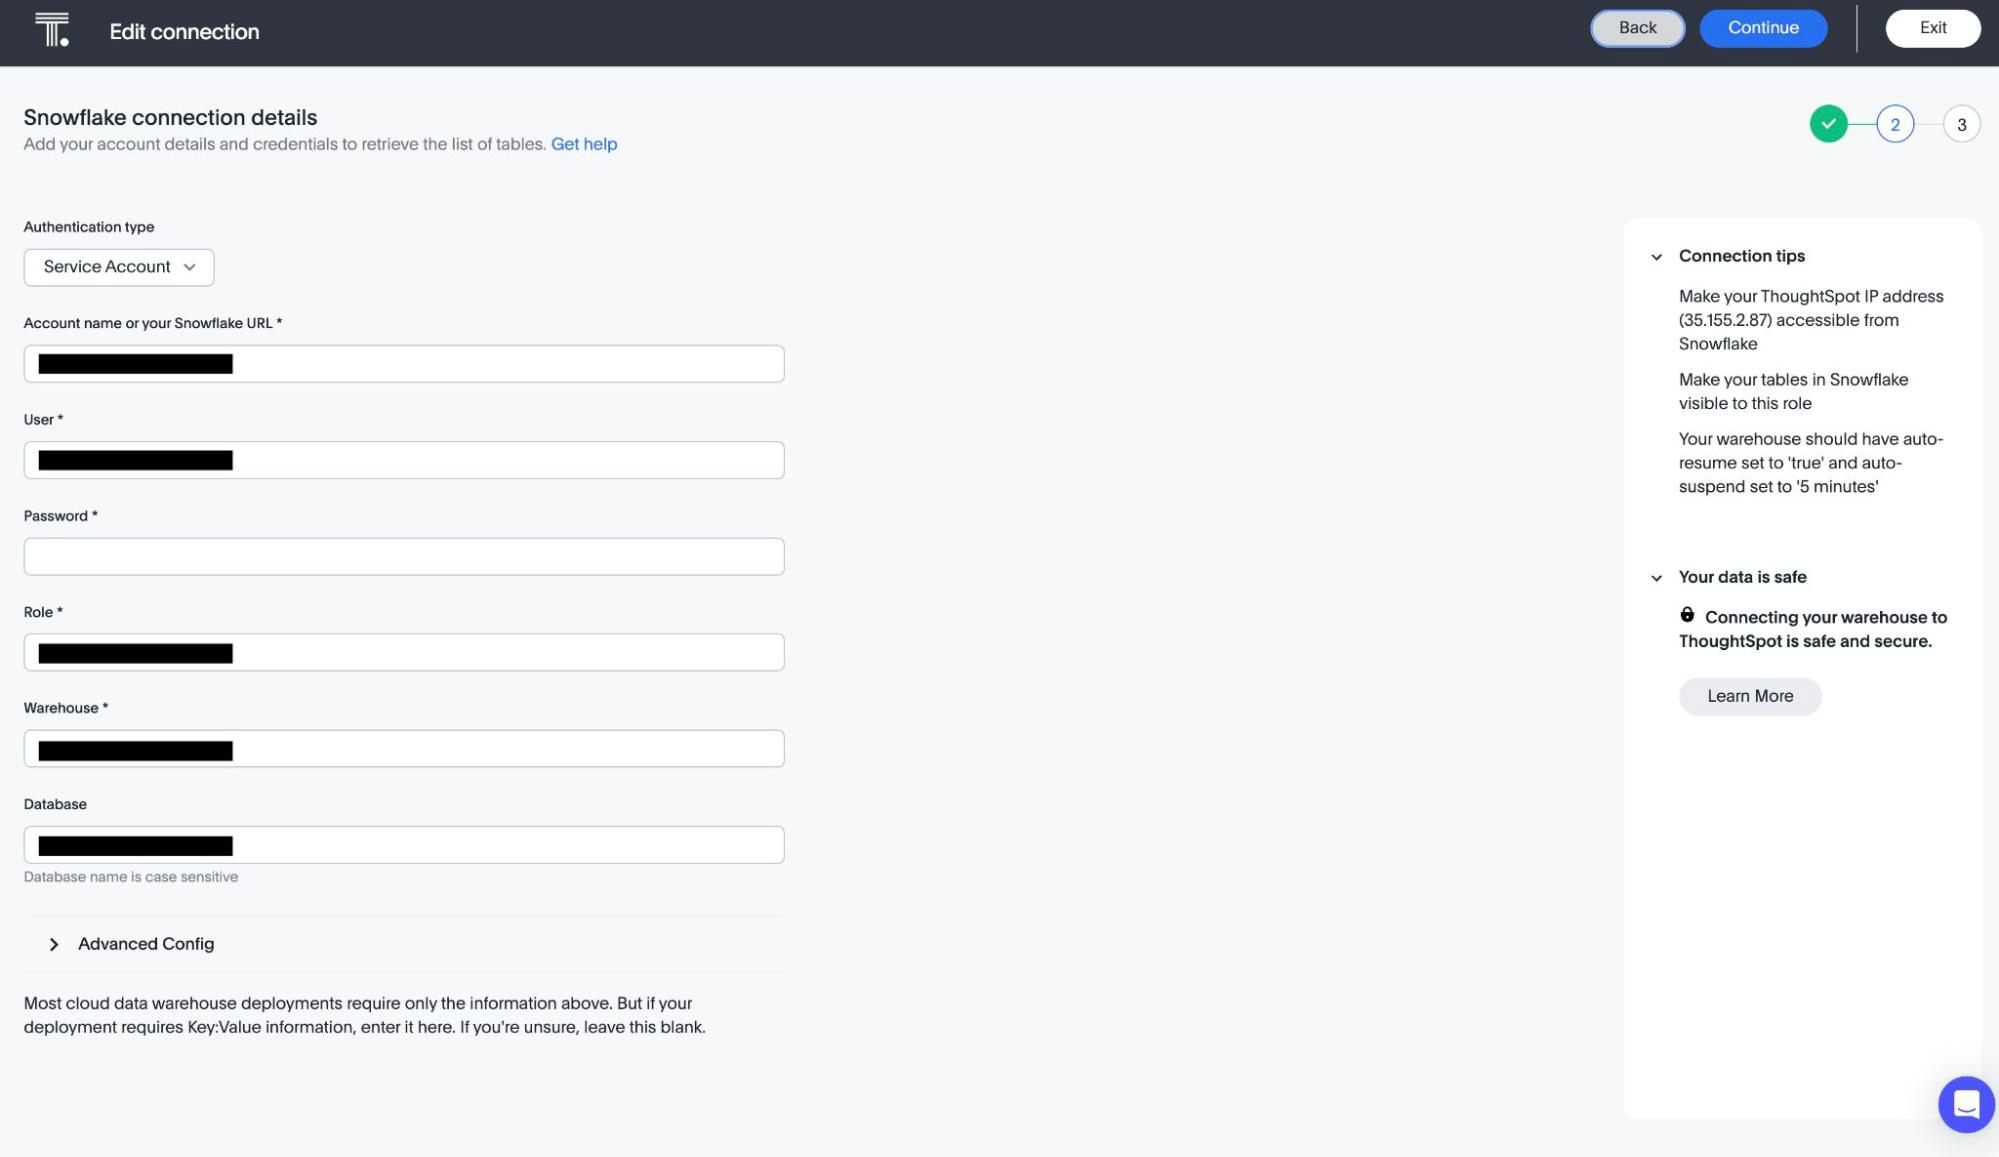 Edit connection
Back
Continue
Exit
Snowflake connection details
Add your account details and credentials to retrieve the list of tables. Get help
2
3
Authentication type
Service Account
Account name or your Snowflake URL *
User *
Password *
Role *
Warehouse *
Database
Database name is case sensitive
Advanced Config
Most cloud data warehouse deployments require only the information above. But if your
deployment requires Key:Value information, enter it here. If you're unsure, leave this blank.
Connection tips
Make your ThoughtSpot IP address
(35.155.2.87) accessible from
Snowflake
Make your tables in Snowflake
visible to this role
Your warehouse should have auto-
resume set to 'true' and auto-
suspend set to '5 minutes'
Your data is safe
Connecting your warehouse to
ThoughtSpot is safe and secure.
Learn More